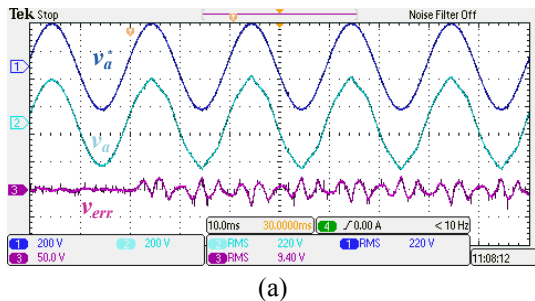 Tek Stop Noise Filter Off
v*a
1
va
2
verr.
3
10.0ms 30.0000ms 4 / 0.00 A < 10 Hz
1 200 V 2 200 V 2 RMS 220 V 1 RMS 220 V
3 50.0 V 3 RMS 9.40 V 11:08:12
(a)